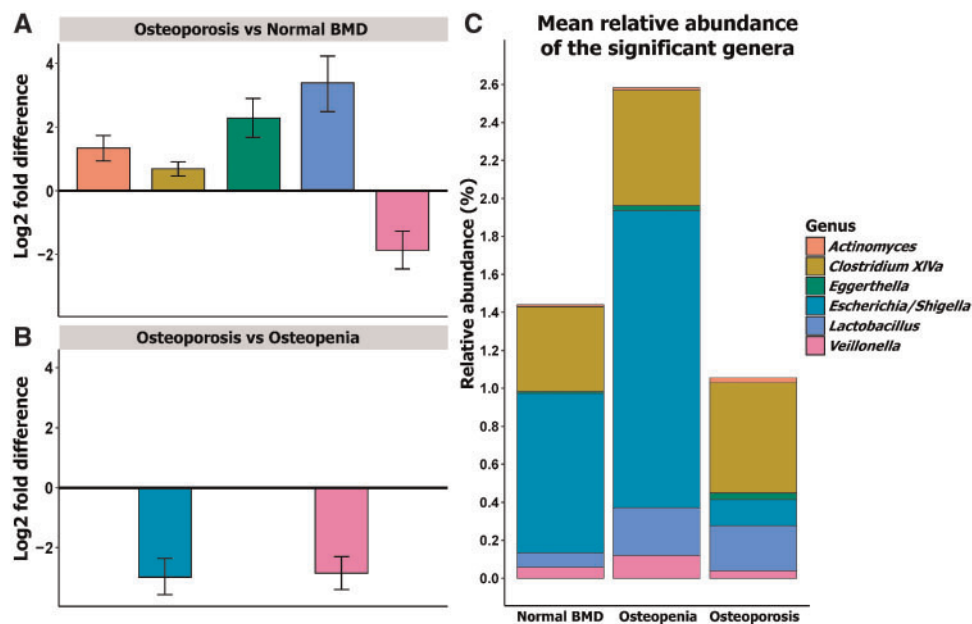 A
Osteoporosis vs Normal BMD
Log2 fold difference
4
2
0
−2
B
Osteoporosis vs Osteopenia
Log2 fold difference
4
2
0
−2
C
Mean relative abundance
of the significant genera
Relative abundance (%)
2.6
2.4
2.2
2.0
1.8
1.6
1.4
1.2
1.0
0.8
0.6
0.4
0.2
0.0
Normal BMD
Osteopenia
Osteoporosis
Genus
Actinomyces
Clostridium XlVa
Eggerthella
Escherichia/Shigella
Lactobacillus
Veillonella